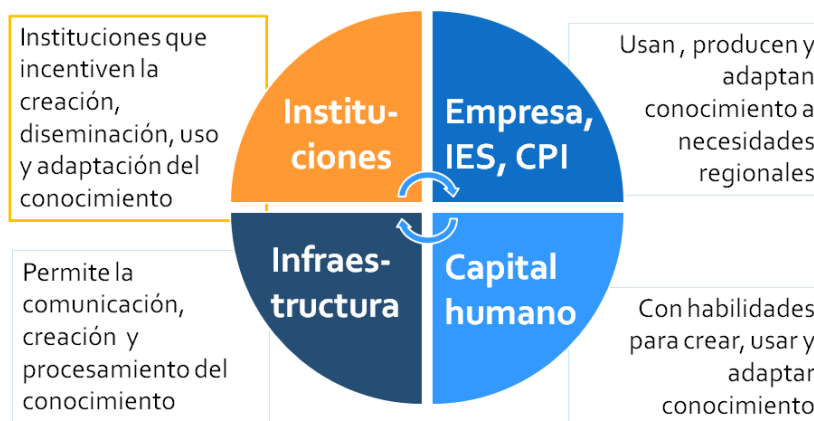 Instituciones que
incentiven la
creación,
diseminación, uso
y adaptación del
conocimiento
Institu-
ciones
Empresa,
IES, CPI
Usan , producen y
adaptan
conocimiento a
necesidades
regionales
Permite la
comunicación,
creación y
procesamiento del
conocimiento
Infraes-
tructura
Capital
humano
Con habilidades
para crear, usar y
adaptar
conocimiento